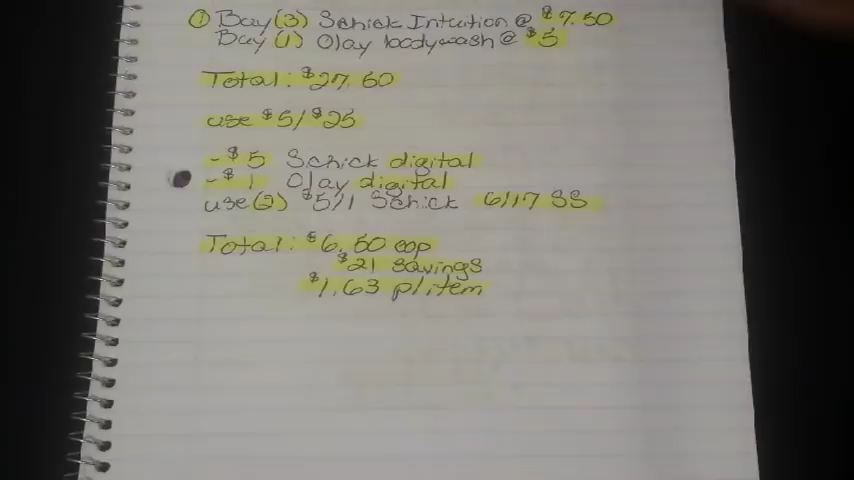 ① Buy (3) Schick Intuition @ $7.50
Buy (1) Olay bodywash @ $5
Total: $27.50
use $5/$25
-$5 Schick digital
-$1 Olay digital
use (2) $5/1 Schick 6/17 SS
Total: $6.50 oop
$21 savings
$1.63 p/item